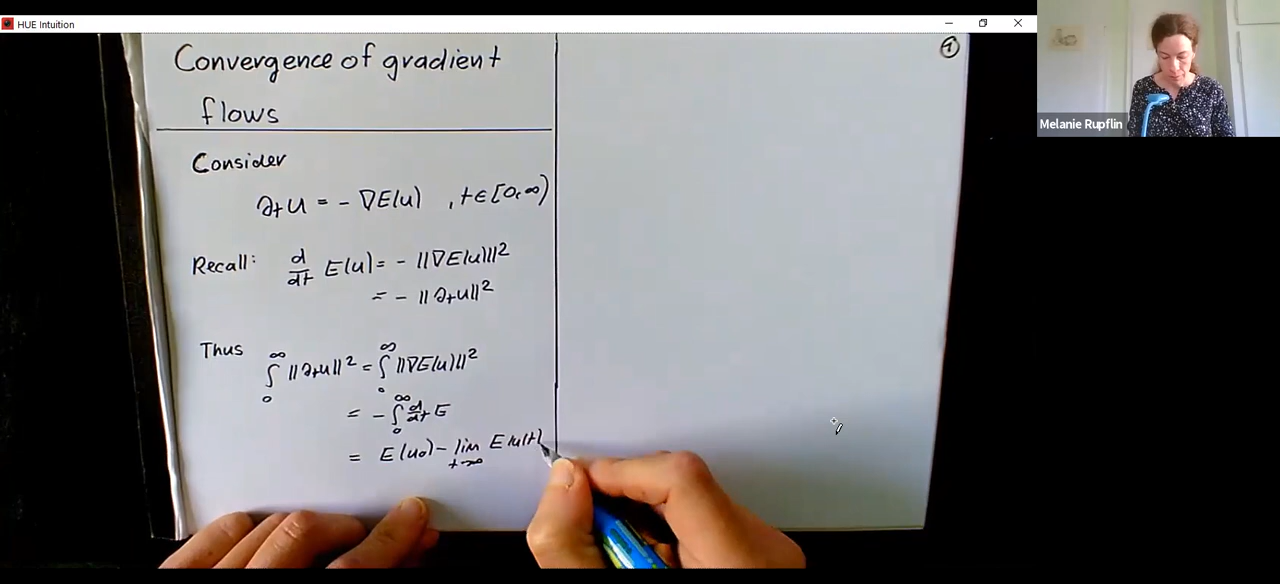 HUE Intuition
Convergence of gradient
flows
①
Consider
∂ₜu = - ∇E(u) , t∈[0,∞)
Recall: d/dt E(u) = - ||∇E(u)||²
= - ||∂ₜu||²
Thus ∫₀^∞ ||∂ₜu||² = ∫₀^∞ ||∇E(u)||²
= - ∫₀^∞ d/dt E
= E(u₀) - lim_{t→∞} E(u(t)
Melanie Rupflin